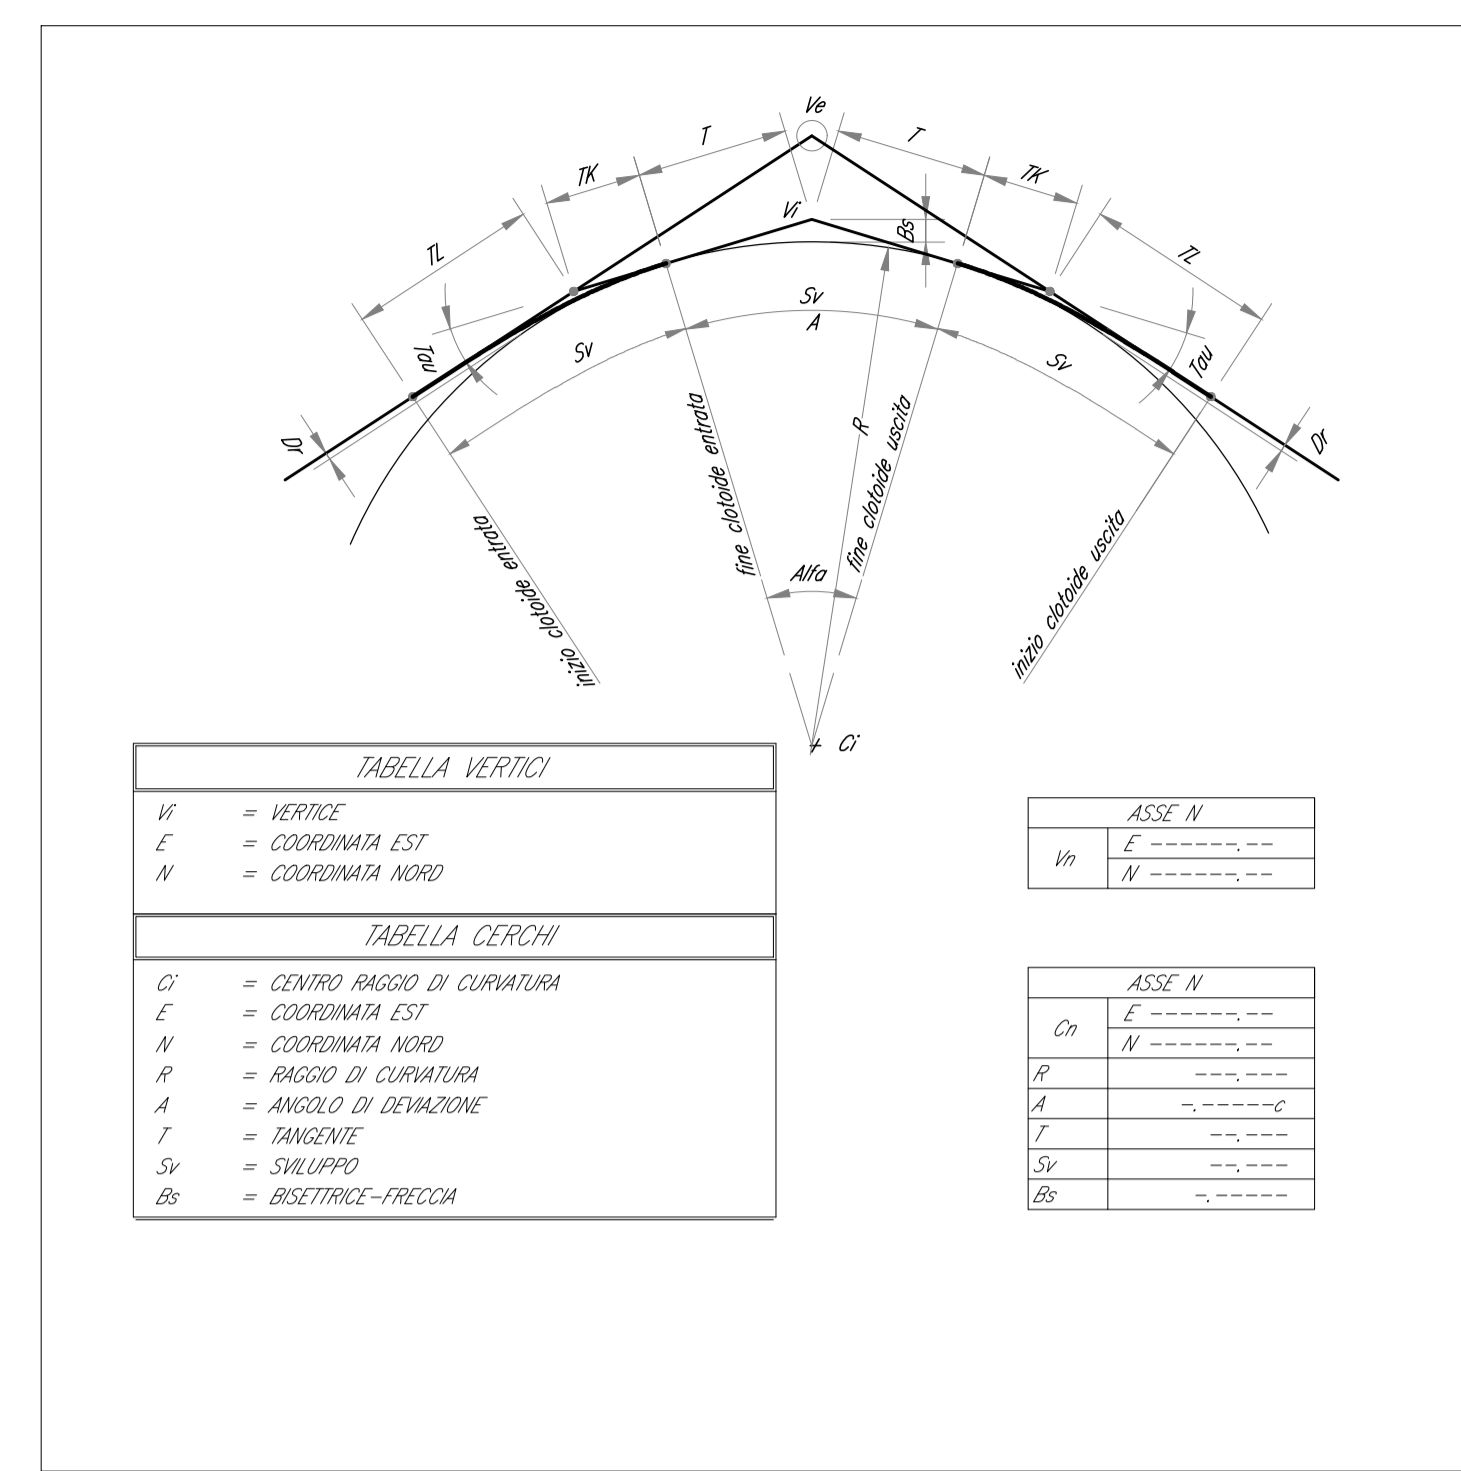 Ve
T
T
TK
TK
Vi
Bs
TL
TL
Sv
A
Sv
Sv
Tau
Tau
Dr
Dr
R
fine clotoide entrata
fine clotoide uscita
inizio clotoide entrata
inizio clotoide uscita
Alfa
Ci
TABELLA VERTICI
Vi = VERTICE
E = COORDINATA EST
N = COORDINATA NORD
TABELLA CERCHI
Ci = CENTRO RAGGIO DI CURVATURA
E = COORDINATA EST
N = COORDINATA NORD
R = RAGGIO DI CURVATURA
A = ANGOLO DI DEVIAZIONE
T = TANGENTE
Sv = SVILUPPO
Bs = BISETTRICE-FRECCIA
ASSE N
Vn
E ------.--
N ------.--
ASSE N
Cn
E ------.--
N ------.--
R ---.---
A -.-----c
T --.---
Sv --.---
Bs -.-----